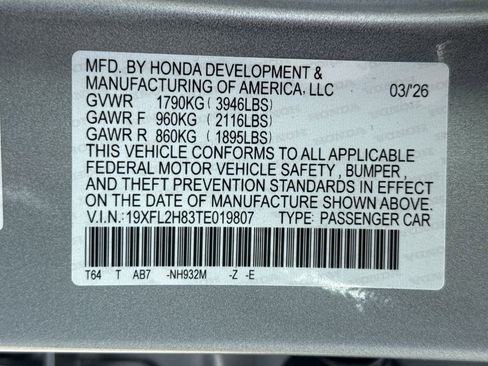 MFD. BY HONDA DEVELOPMENT &
MANUFACTURING OF AMERICA, LLC 03/26
GVWR 1790KG (3946LBS)
GAWR F 960KG (2116LBS)
GAWR R 860KG (1895LBS)
THIS VEHICLE CONFORMS TO ALL APPLICABLE
FEDERAL MOTOR VEHICLE SAFETY, BUMPER,
AND THEFT PREVENTION STANDARDS IN EFFECT
ON THE DATE OF MANUFACTURE SHOWN ABOVE.
V.I.N.:19XFL2H83TE019807 TYPE: PASSENGER CAR
T64 T AB7 -NH932M -Z -E